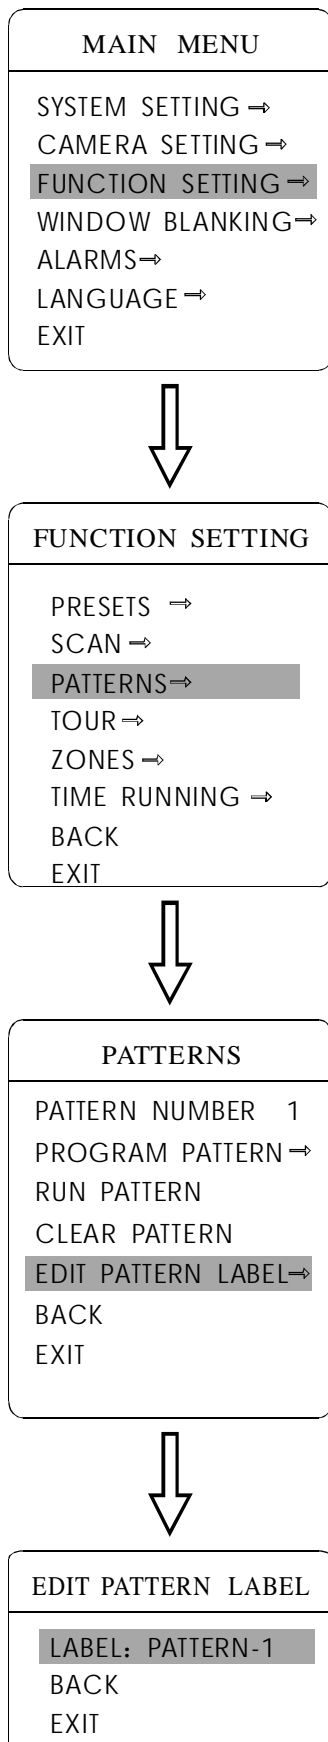 MAIN MENU
SYSTEM SETTING ⇒
CAMERA SETTING ⇒
FUNCTION SETTING ⇒
WINDOW BLANKING⇒
ALARMS⇒
LANGUAGE ⇒
EXIT
FUNCTION SETTING
PRESETS ⇒
SCAN ⇒
PATTERNS⇒
TOUR ⇒
ZONES ⇒
TIME RUNNING ⇒
BACK
EXIT
PATTERNS
PATTERN NUMBER 1
PROGRAM PATTERN ⇒
RUN PATTERN
CLEAR PATTERN
EDIT PATTERN LABEL⇒
BACK
EXIT
EDIT PATTERN LABEL
LABEL: PATTERN-1
BACK
EXIT